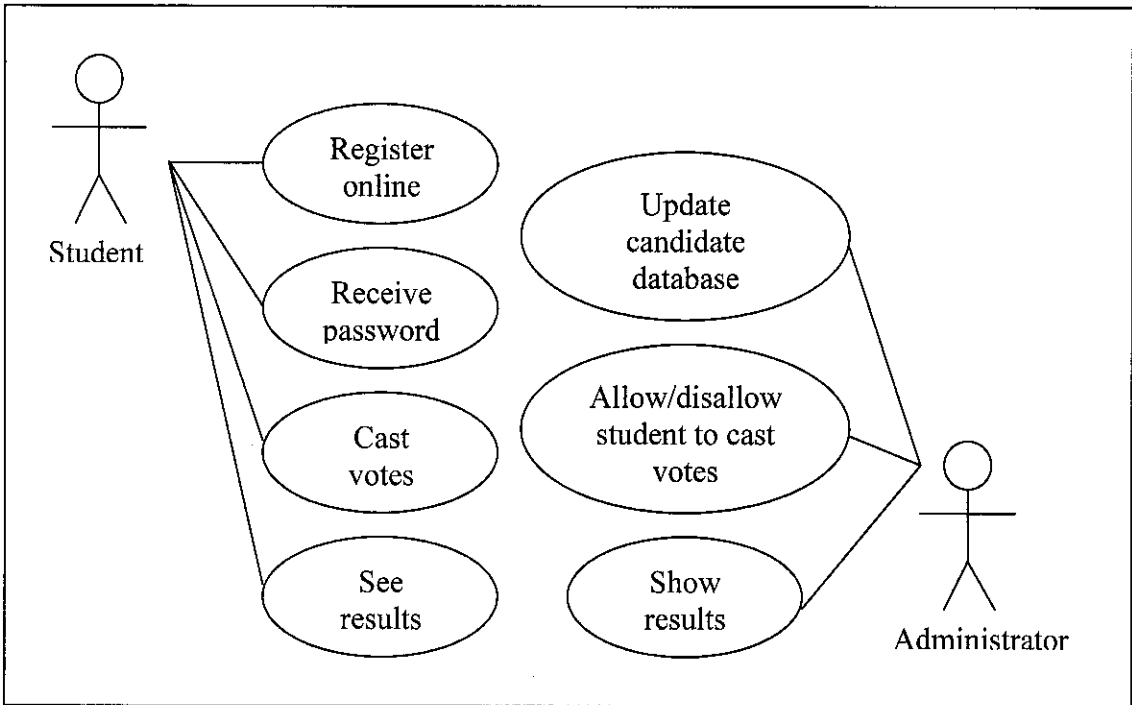 Student
Register
online
Receive
password
Cast
votes
See
results
Update
candidate
database
Allow/disallow
student to cast
votes
Show
results
Administrator